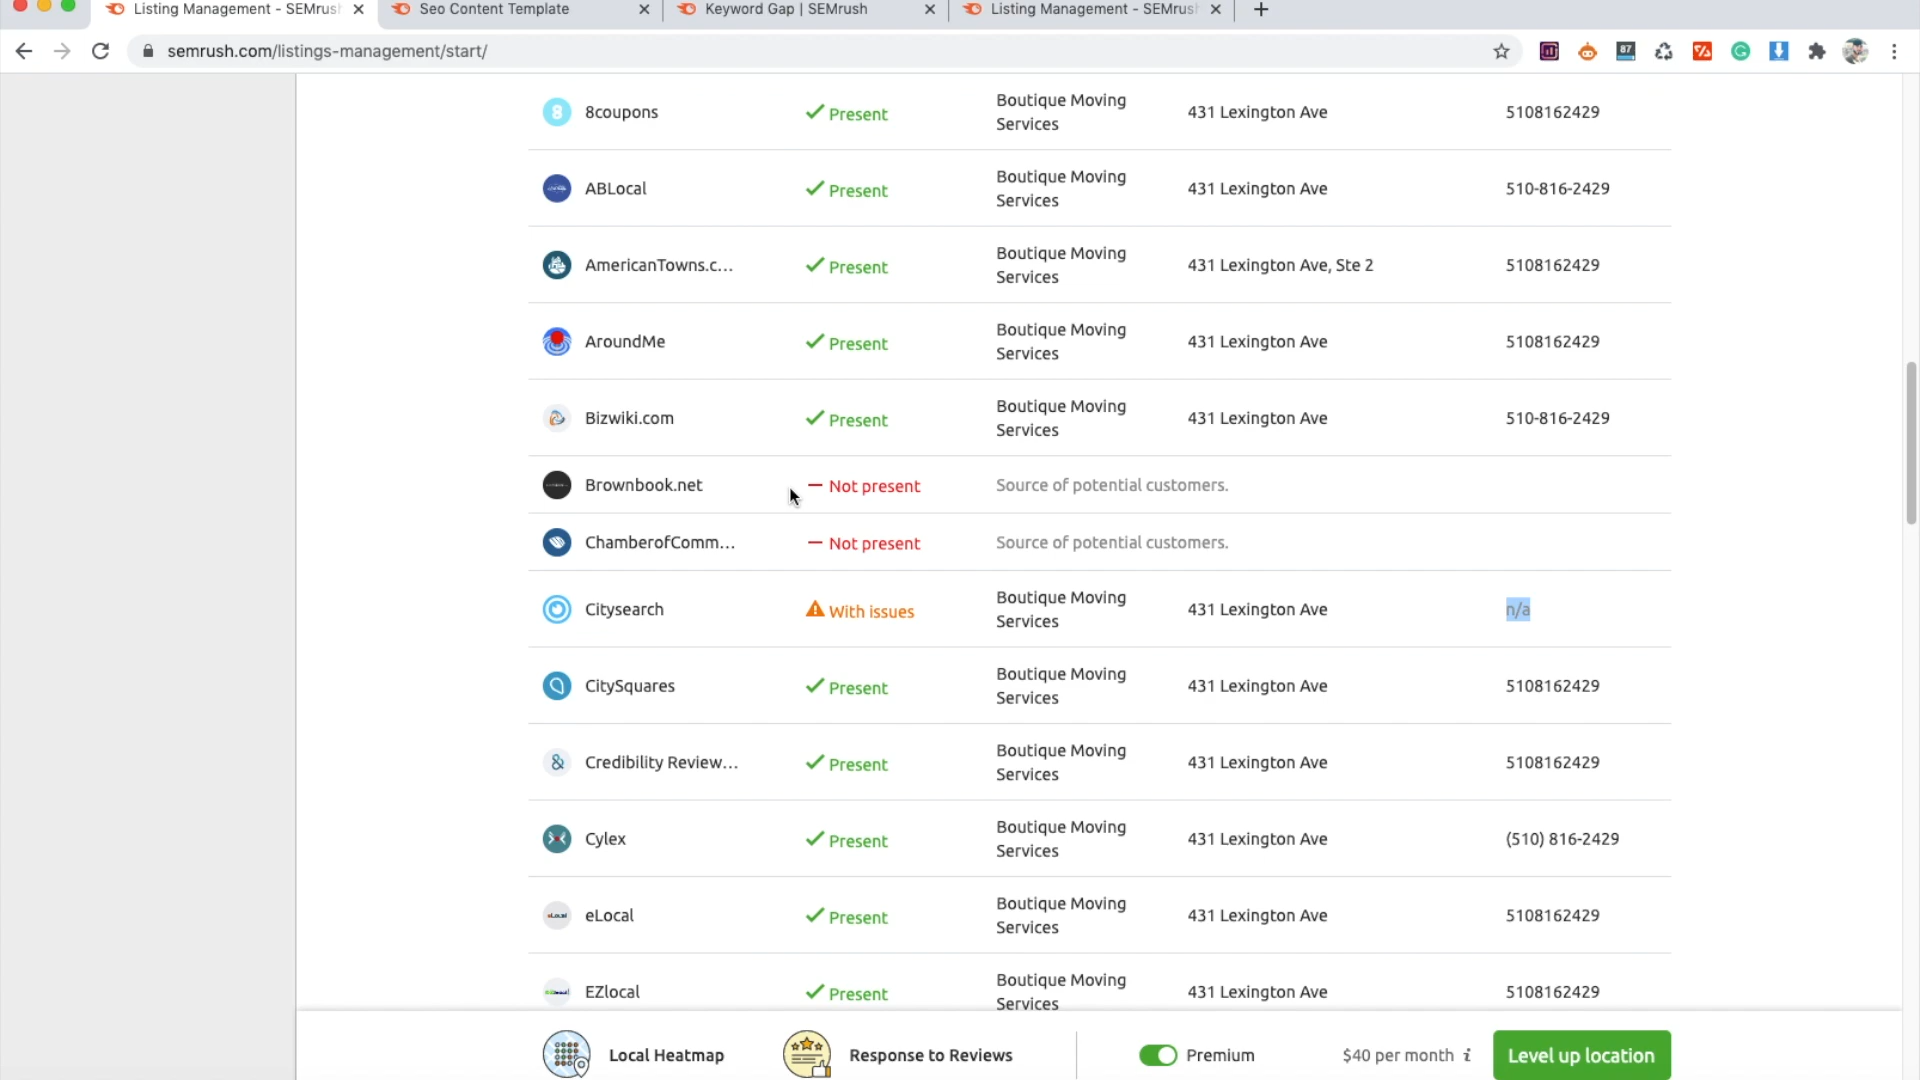 Listing Management - SEMrush
Seo Content Template
Keyword Gap | SEMrush
Listing Management - SEMrush
semrush.com/listings-management/start/
87
8
8coupons
Present
Boutique Moving
Services
431 Lexington Ave
5108162429
ABLocal
Present
Boutique Moving
Services
431 Lexington Ave
510-816-2429
AmericanTowns.c...
Present
Boutique Moving
Services
431 Lexington Ave, Ste 2
5108162429
AroundMe
Present
Boutique Moving
Services
431 Lexington Ave
5108162429
Bizwiki.com
Present
Boutique Moving
Services
431 Lexington Ave
510-816-2429
Brownbook.net
Not present
Source of potential customers.
ChamberofComm...
Not present
Source of potential customers.
Citysearch
With issues
Boutique Moving
Services
431 Lexington Ave
n/a
CitySquares
Present
Boutique Moving
Services
431 Lexington Ave
5108162429
Credibility Review...
Present
Boutique Moving
Services
431 Lexington Ave
5108162429
Cylex
Present
Boutique Moving
Services
431 Lexington Ave
(510) 816-2429
eLocal
eLocal
Present
Boutique Moving
Services
431 Lexington Ave
5108162429
EZlocal
Present
Boutique Moving
Services
431 Lexington Ave
5108162429
Local Heatmap
Response to Reviews
Premium
$40 per month i
Level up location